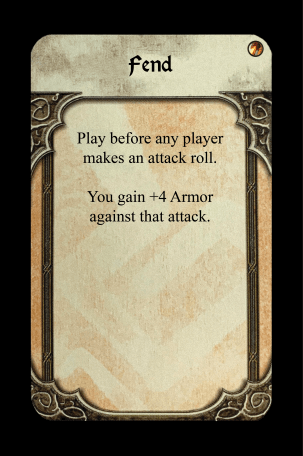 Fend
Play before any player
makes an attack roll.
You gain +4 Armor
against that attack.